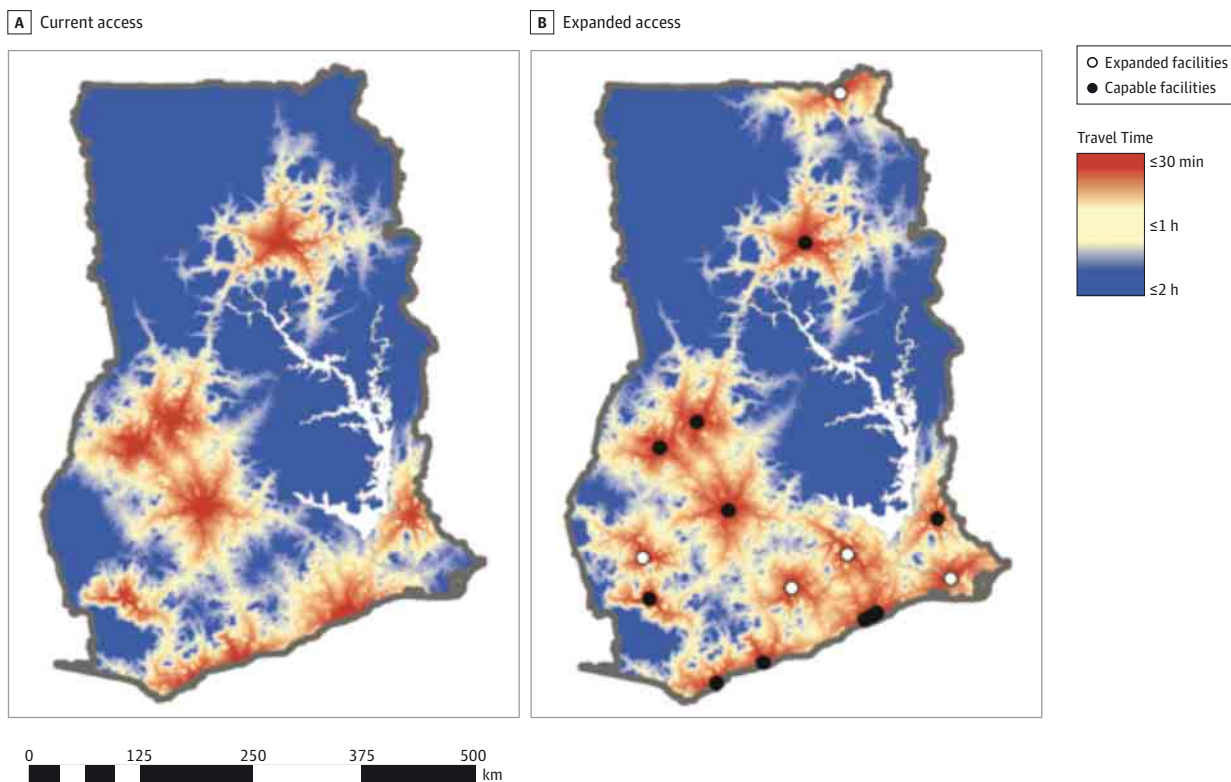 A Current access
B Expanded access
Expanded facilities
Capable facilities
Travel Time
≤30 min
≤1 h
≤2 h
0 125 250 375 500
km